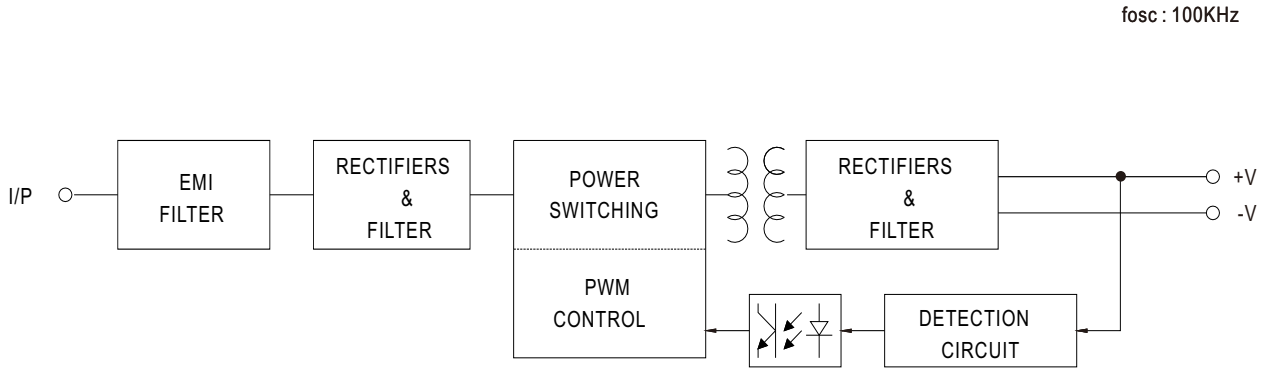 fosc : 100KHz
I/P
EMI
FILTER
RECTIFIERS
&
FILTER
POWER
SWITCHING
PWM
CONTROL
RECTIFIERS
&
FILTER
+V
-V
DETECTION
CIRCUIT